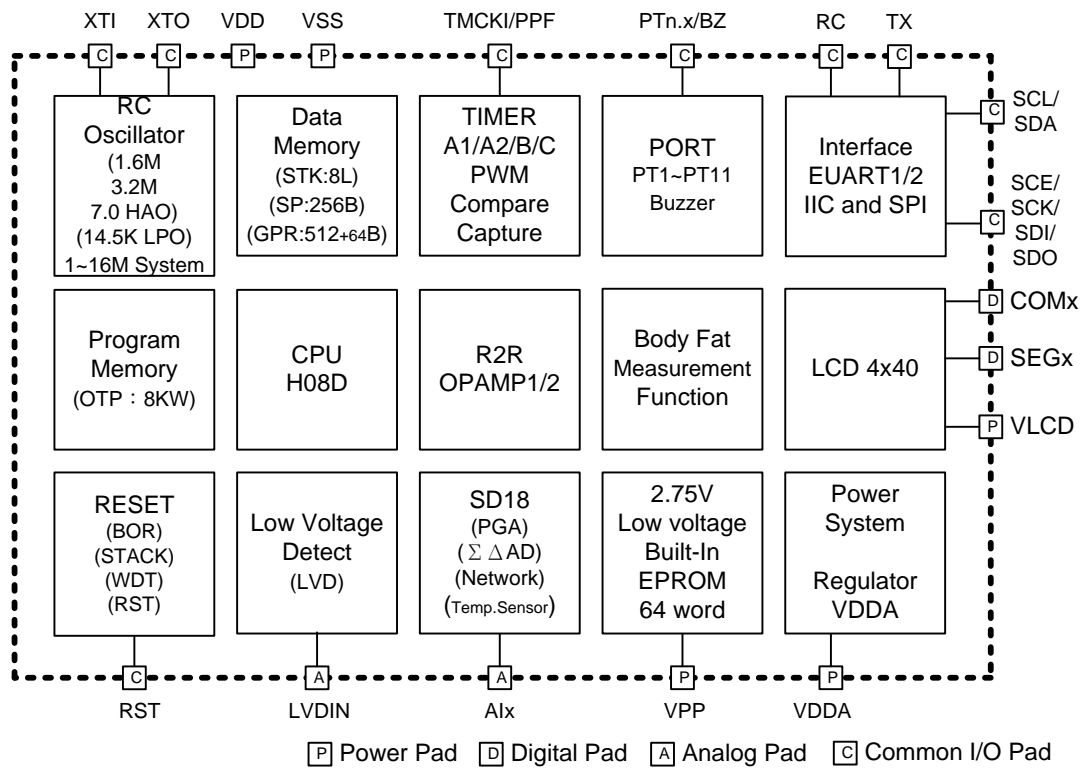 XTI XTO VDD VSS TMCKI/PPF PTn.x/BZ RC TX
C C P P C C C C
RC
Oscillator
(1.6M
3.2M
7.0 HAO)
(14.5K LPO)
1~16M System
Data
Memory
(STK:8L)
(SP:256B)
(GPR:512+64B)
TIMER
A1/A2/B/C
PWM
Compare
Capture
PORT
PT1~PT11
Buzzer
Interface
EUART1/2
IIC and SPI
C SCL/
SDA
C SCE/
SCK/
SDI/
SDO
Program
Memory
(OTP：8KW)
CPU
H08D
R2R
OPAMP1/2
Body Fat
Measurement
Function
LCD 4x40
D COMx
D SEGx
P VLCD
RESET
(BOR)
(STACK)
(WDT)
(RST)
Low Voltage
Detect
(LVD)
SD18
(PGA)
(ΣΔAD)
(Network)
(Temp.Sensor)
2.75V
Low voltage
Built-In
EPROM
64 word
Power
System
Regulator
VDDA
C A A P P
RST LVDIN AIx VPP VDDA
P Power Pad D Digital Pad A Analog Pad C Common I/O Pad